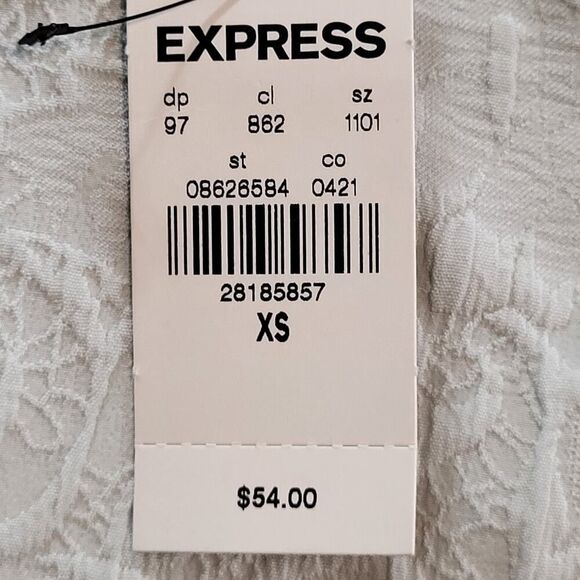 EXPRESS
dp cl sz
97 862 1101
st co
08626584 0421
28185857
XS
$54.00